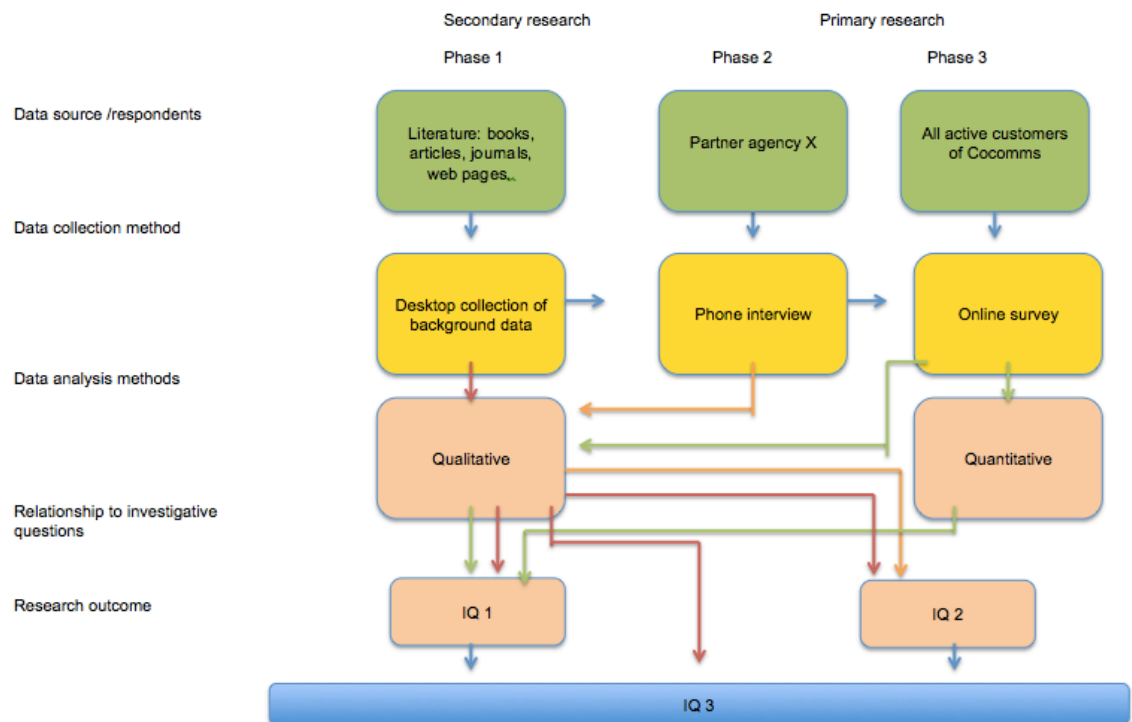 Secondary research
Primary research
Phase 1
Phase 2
Phase 3
Data source /respondents
Literature: books,
articles, journals,
web pages,..
Partner agency X
All active customers
of Cocomms
Data collection method
Desktop collection of
background data
Phone interview
Online survey
Data analysis methods
Qualitative
Quantitative
Relationship to investigative
questions
Research outcome
IQ 1
IQ 2
IQ 3